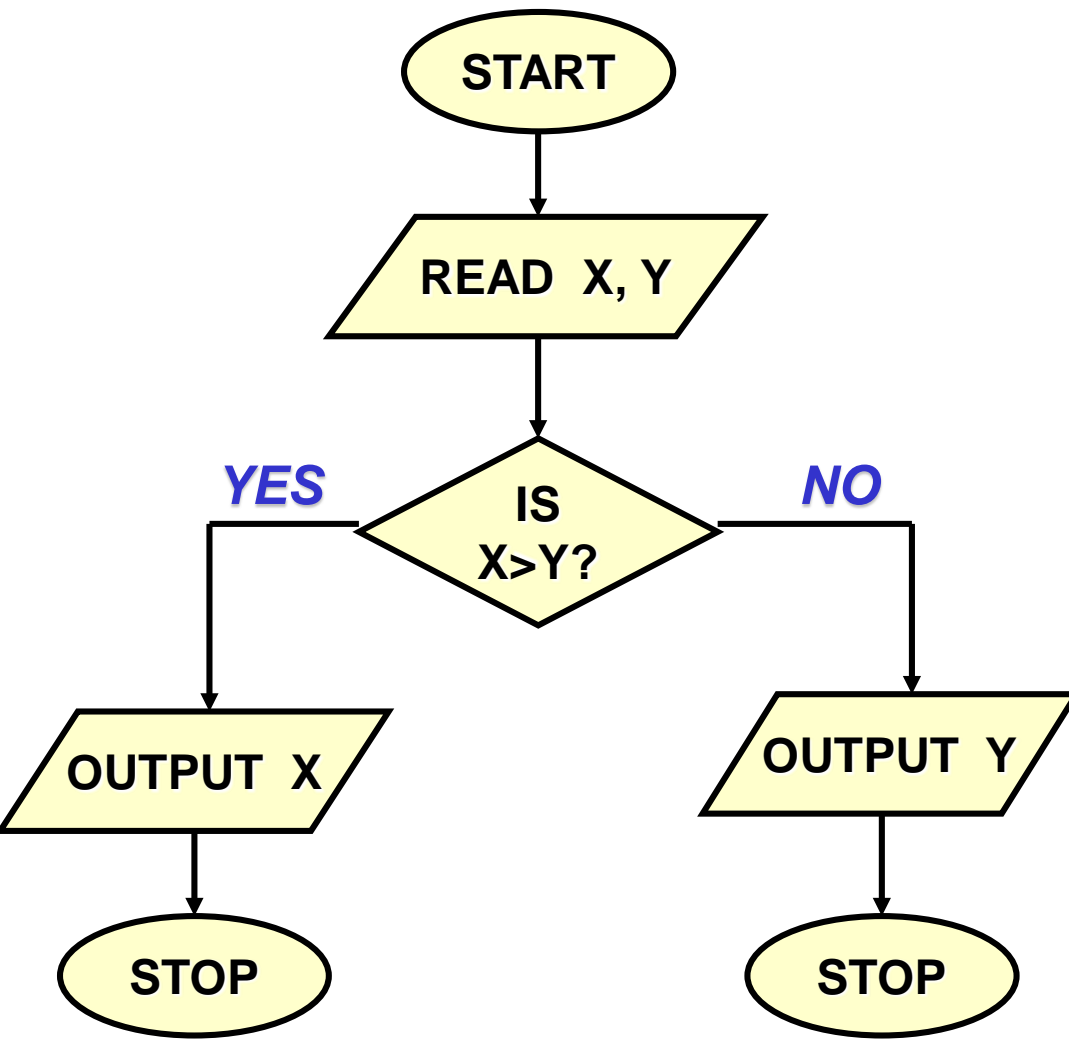 START
READ X, Y
YES
IS
X>Y?
NO
OUTPUT X
OUTPUT Y
STOP
STOP